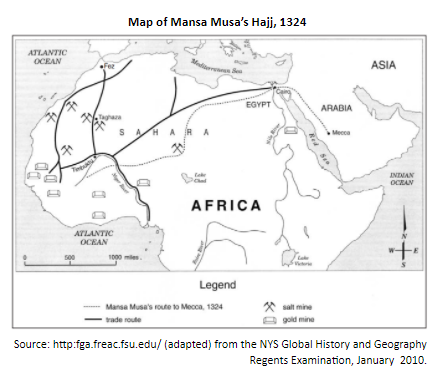 Map of Mansa Musa's Hajj, 1324
ATLANTIC
OCEAN
Fez
Mediterranean Sea
ASIA
Cairo
EGYPT
ARABIA
Taghaza
SAHARA
Mecca
Nile River
Red Sea
Timbuktu
Niger River
Lake
Chad
INDIAN
OCEAN
AFRICA
ATLANTIC
OCEAN
N
W E
S
0 500 1000 miles
Lake
Victoria
Legend
Mansa Musa's route to Mecca, 1324
salt mine
trade route
gold mine
Source: http:fga.freac.fsu.edu/ (adapted) from the NYS Global History and Geography
Regents Examination, January 2010.